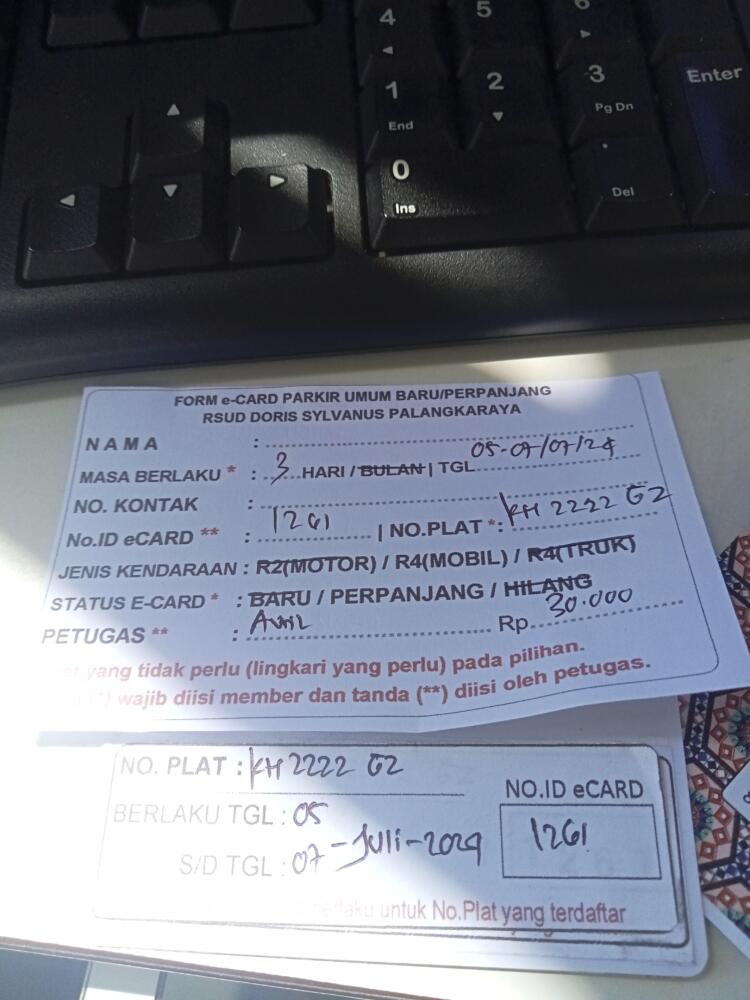 4 5 6
1 2 3 Enter
End Pg Dn
0 .
Ins Del
FORM e-CARD PARKIR UMUM BARU/PERPANJANG
RSUD DORIS SYLVANUS PALANGKARAYA
NAMA :
MASA BERLAKU * : 3 HARI / BULAN | TGL 05-07/07/24
NO. KONTAK :
No.ID eCARD ** : 1261 | NO.PLAT *: KH 2222 GZ
JENIS KENDARAAN : R2(MOTOR) / R4(MOBIL) / R4(TRUK)
STATUS E-CARD * : BARU / PERPANJANG / HILANG
PETUGAS ** : Rp. 30.000
yang tidak perlu (lingkari yang perlu) pada pilihan.
) wajib diisi member dan tanda (**) diisi oleh petugas.
NO. PLAT : KH 2222 GZ
NO.ID eCARD
BERLAKU TGL : 05
1261
S/D TGL : 07-Juli-2024
untuk No.Plat yang terdaftar